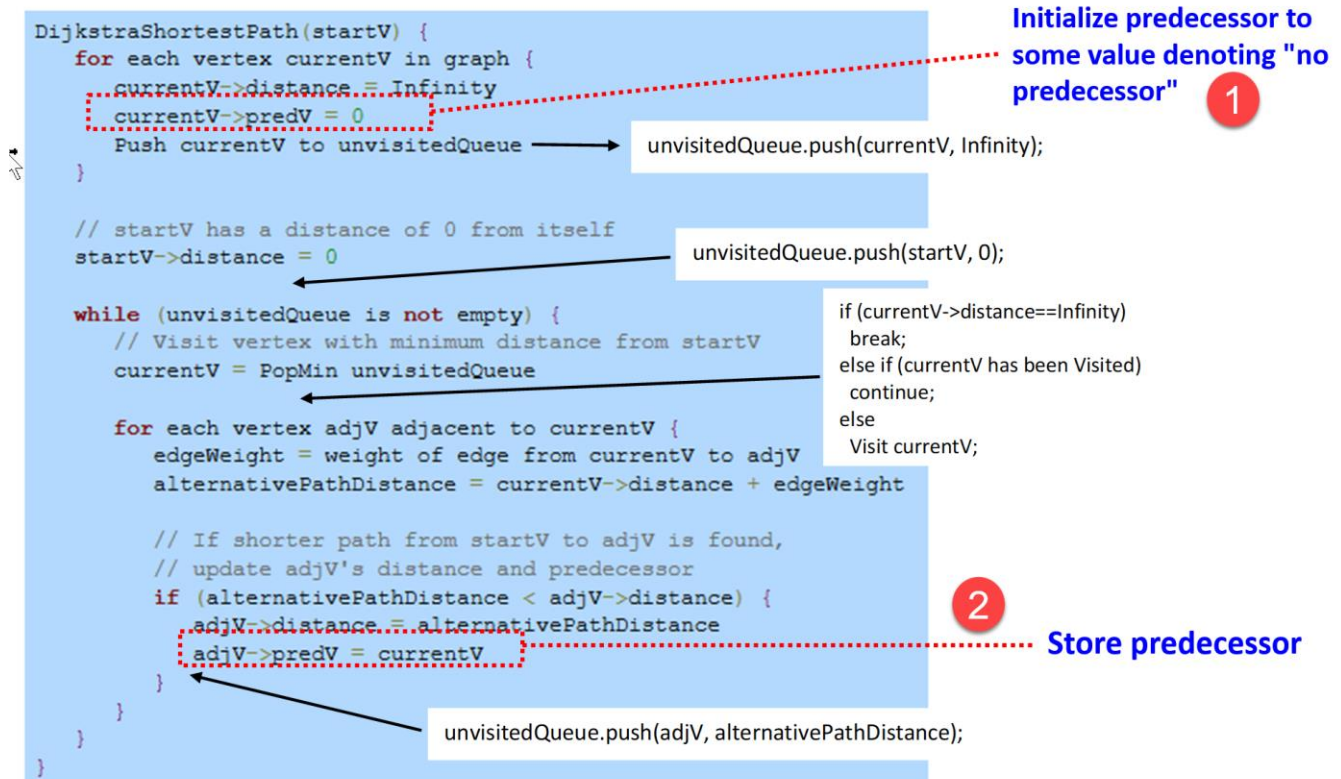 DijkstraShortestPath(startV) {
for each vertex currentV in graph {
currentV->distance = Infinity
currentV->predV = 0
Push currentV to unvisitedQueue
}
Initialize predecessor to
some value denoting "no
predecessor"
1
unvisitedQueue.push(currentV, Infinity);
// startV has a distance of 0 from itself
startV->distance = 0
unvisitedQueue.push(startV, 0);
while (unvisitedQueue is not empty) {
// Visit vertex with minimum distance from startV
currentV = PopMin unvisitedQueue
if (currentV->distance==Infinity)
break;
else if (currentV has been Visited)
continue;
else
Visit currentV;
for each vertex adjV adjacent to currentV {
edgeWeight = weight of edge from currentV to adjV
alternativePathDistance = currentV->distance + edgeWeight
// If shorter path from startV to adjV is found,
// update adjV's distance and predecessor
if (alternativePathDistance < adjV->distance) {
adjV->distance = alternativePathDistance
adjV->predV = currentV
}
2
Store predecessor
unvisitedQueue.push(adjV, alternativePathDistance);
}
}
}